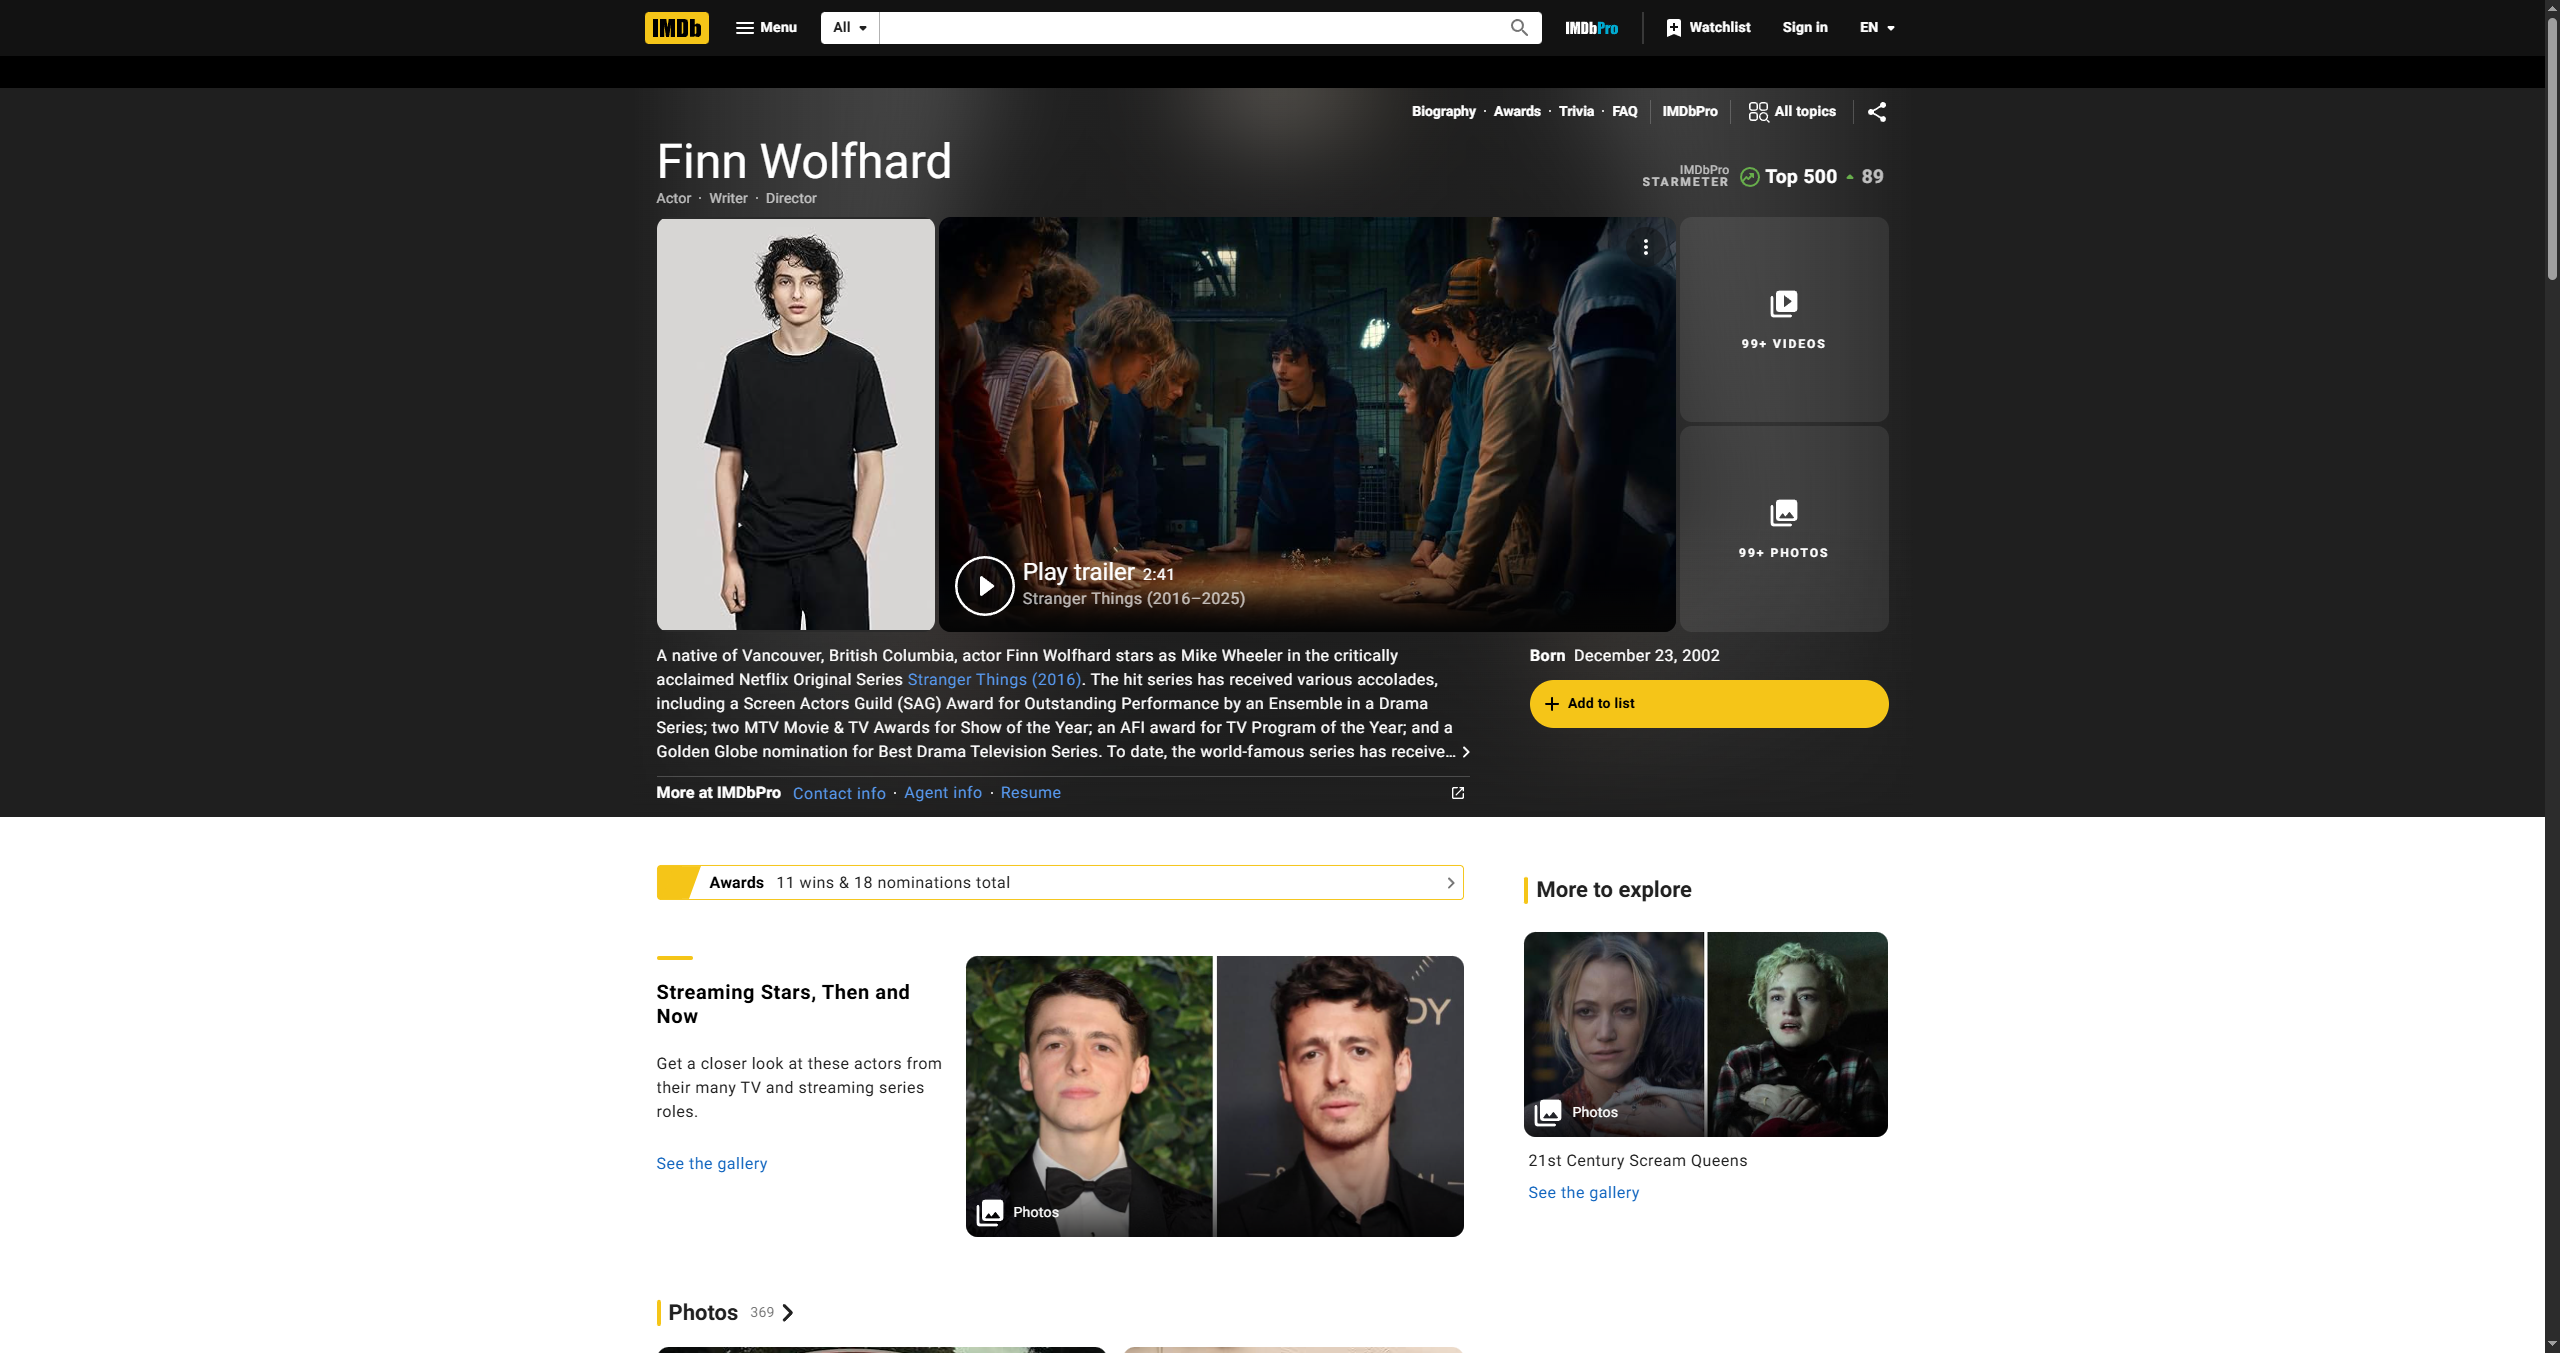 IMDb
Menu
All
IMDbPro
Watchlist
Sign in
EN
Biography · Awards · Trivia · FAQ
IMDbPro
All topics
Finn Wolfhard
Actor · Writer · Director
IMDbPro
STARMETER
Top 500
89
99+ VIDEOS
99+ PHOTOS
Play trailer 2:41
Stranger Things (2016–2025)
A native of Vancouver, British Columbia, actor Finn Wolfhard stars as Mike Wheeler in the critically
acclaimed Netflix Original Series Stranger Things (2016). The hit series has received various accolades,
including a Screen Actors Guild (SAG) Award for Outstanding Performance by an Ensemble in a Drama
Series; two MTV Movie & TV Awards for Show of the Year; an AFI award for TV Program of the Year; and a
Golden Globe nomination for Best Drama Television Series. To date, the world-famous series has receive...
Born December 23, 2002
Add to list
More at IMDbPro Contact info · Agent info · Resume
Awards 11 wins & 18 nominations total
More to explore
Streaming Stars, Then and
Now
Get a closer look at these actors from
their many TV and streaming series
roles.
See the gallery
DY
Photos
Photos
21st Century Scream Queens
See the gallery
Photos 369